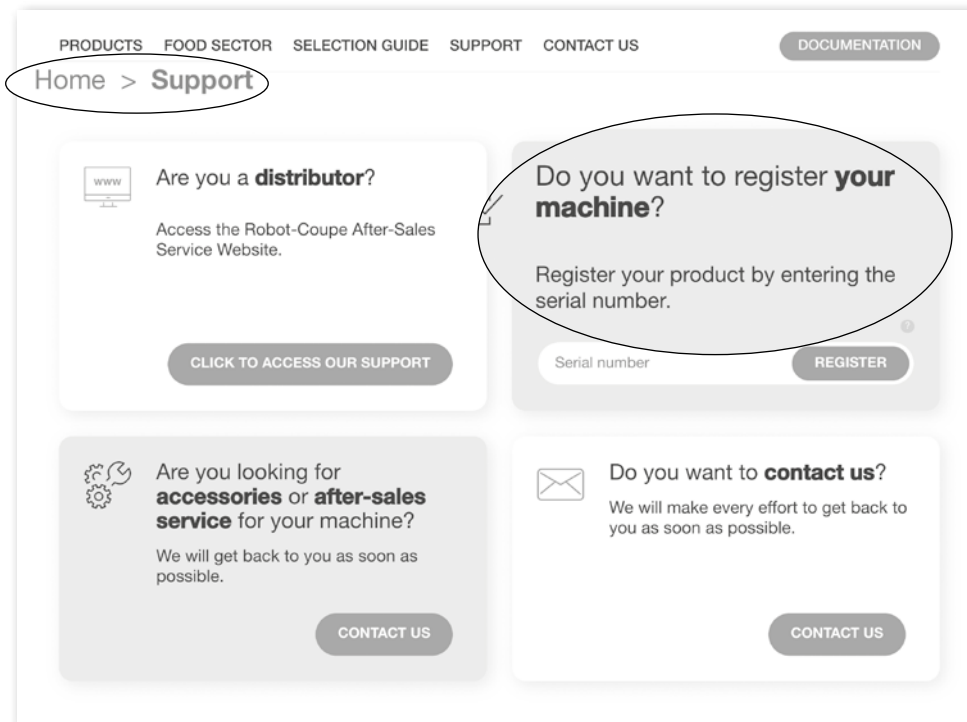 PRODUCTS FOOD SECTOR SELECTION GUIDE SUPPORT CONTACT US DOCUMENTATION
Home > Support
www
Are you a distributor?
Access the Robot-Coupe After-Sales
Service Website.
CLICK TO ACCESS OUR SUPPORT
Do you want to register your
machine?
Register your product by entering the
serial number.
?
Serial number REGISTER
Are you looking for
accessories or after-sales
service for your machine?
We will get back to you as soon as
possible.
CONTACT US
Do you want to contact us?
We will make every effort to get back to
you as soon as possible.
CONTACT US